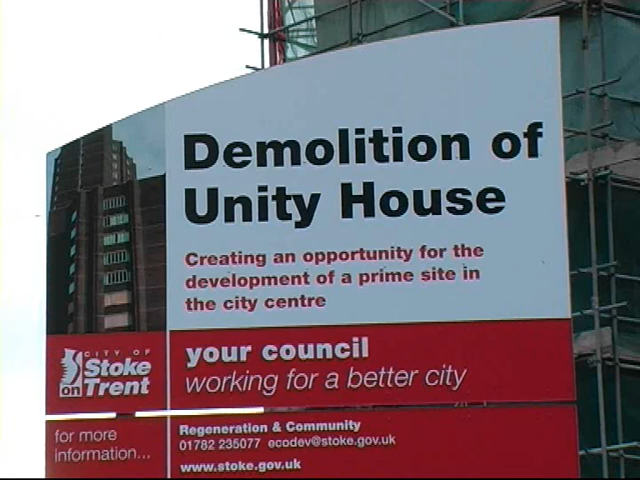 Demolition of
Unity House
Creating an opportunity for the
development of a prime site in
the city centre
CITY OF
Stoke
on Trent
your council
working for a better city
for more
information...
Regeneration & Community
01782 235077 ecodev@stoke.gov.uk
www.stoke.gov.uk